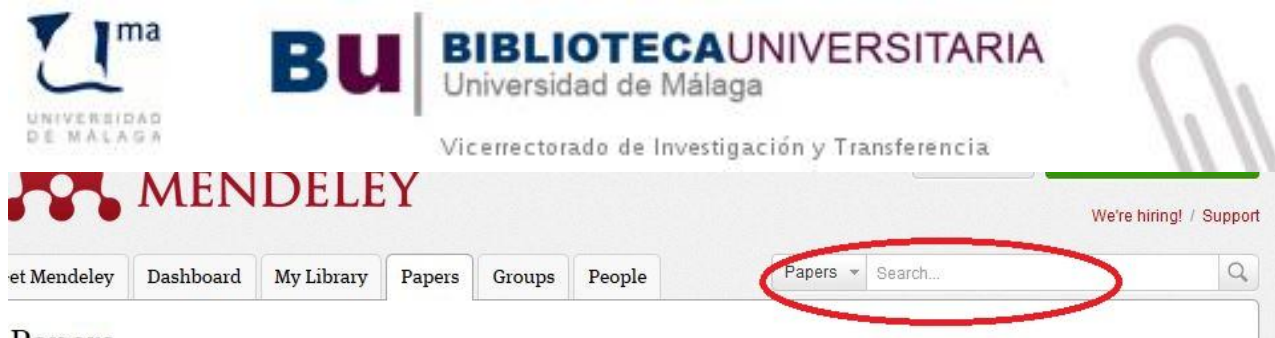 ma
UNIVERSIDAD
DE MÁLAGA
Bu
BIBLIOTECAUNIVERSITARIA
Universidad de Málaga
Vicerrectorado de Investigación y Transferencia
MENDELEY
We're hiring! / Support
et Mendeley Dashboard My Library Papers Groups People Papers Search...